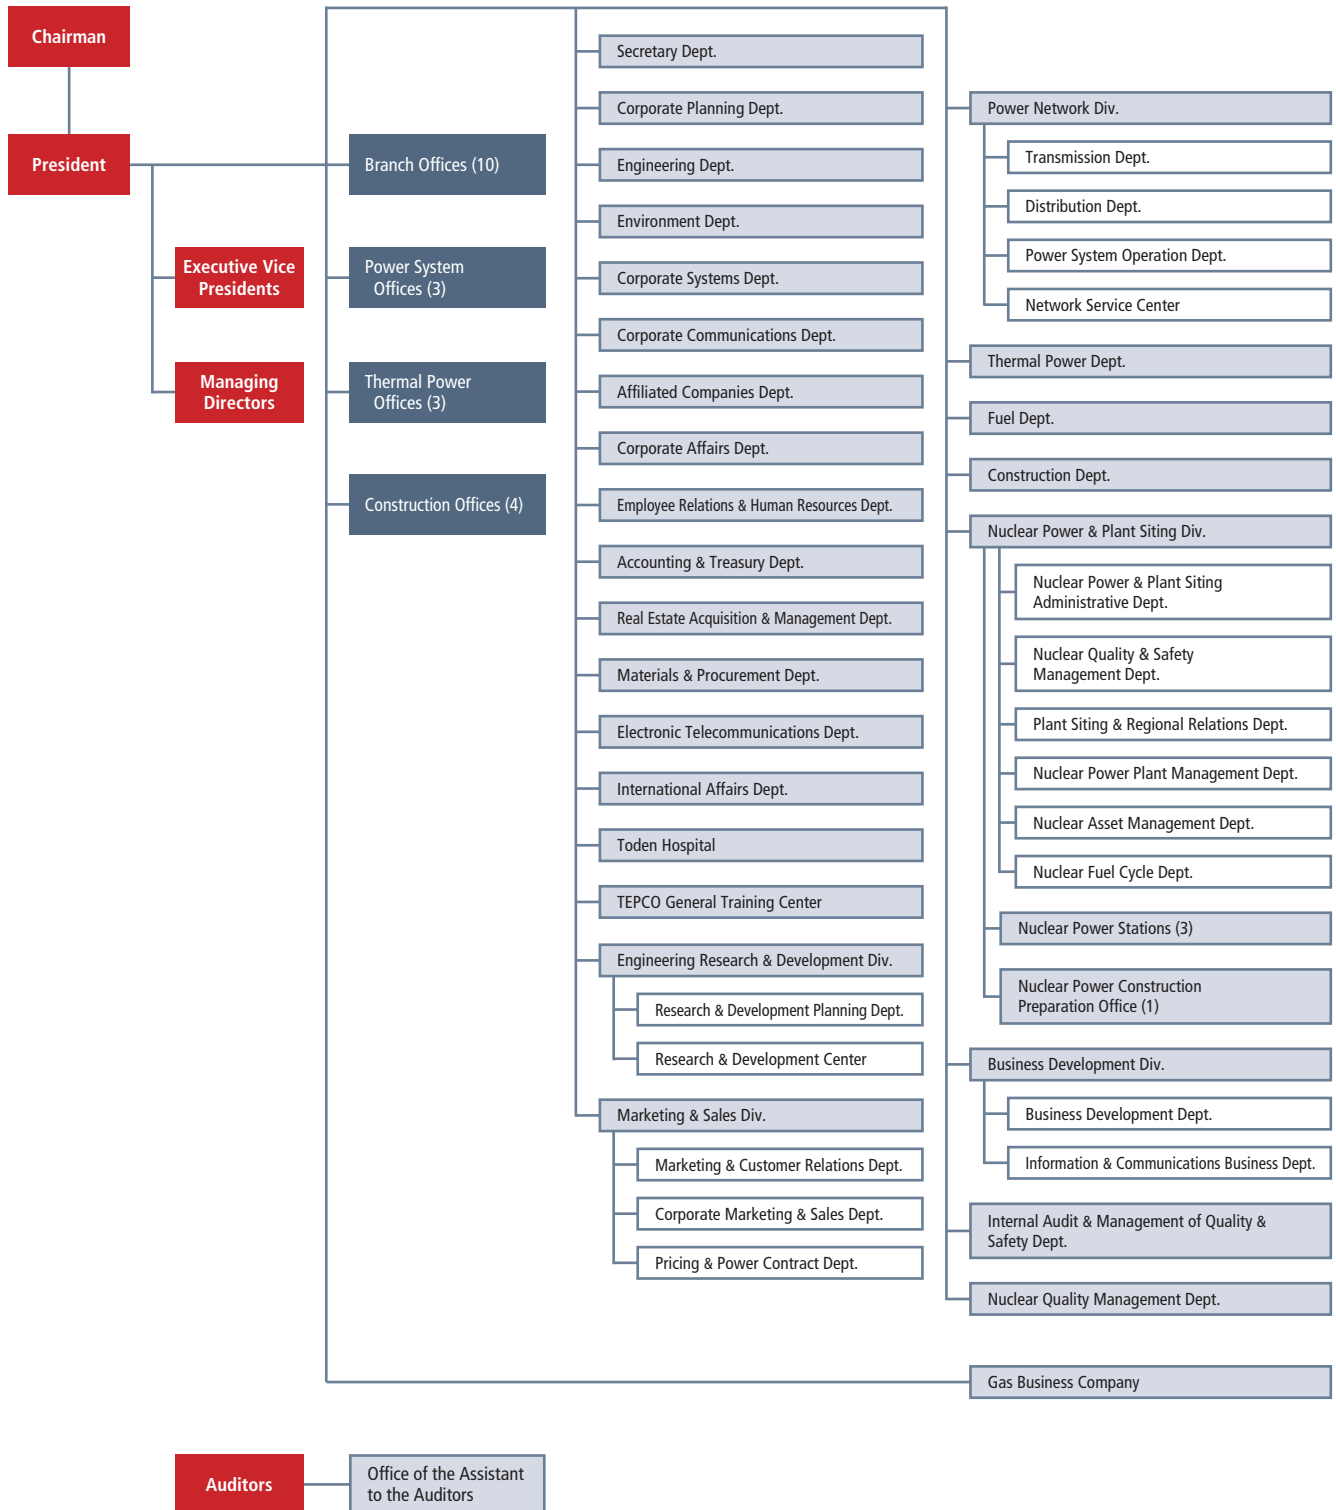 Chairman
President
Executive Vice
Presidents
Managing
Directors
Branch Offices (10)
Power System
Offices (3)
Thermal Power
Offices (3)
Construction Offices (4)
Secretary Dept.
Corporate Planning Dept.
Engineering Dept.
Environment Dept.
Corporate Systems Dept.
Corporate Communications Dept.
Affiliated Companies Dept.
Corporate Affairs Dept.
Employee Relations & Human Resources Dept.
Accounting & Treasury Dept.
Real Estate Acquisition & Management Dept.
Materials & Procurement Dept.
Electronic Telecommunications Dept.
International Affairs Dept.
Toden Hospital
TEPCO General Training Center
Engineering Research & Development Div.
Research & Development Planning Dept.
Research & Development Center
Marketing & Sales Div.
Marketing & Customer Relations Dept.
Corporate Marketing & Sales Dept.
Pricing & Power Contract Dept.
Power Network Div.
Transmission Dept.
Distribution Dept.
Power System Operation Dept.
Network Service Center
Thermal Power Dept.
Fuel Dept.
Construction Dept.
Nuclear Power & Plant Siting Div.
Nuclear Power & Plant Siting
Administrative Dept.
Nuclear Quality & Safety
Management Dept.
Plant Siting & Regional Relations Dept.
Nuclear Power Plant Management Dept.
Nuclear Asset Management Dept.
Nuclear Fuel Cycle Dept.
Nuclear Power Stations (3)
Nuclear Power Construction
Preparation Office (1)
Business Development Div.
Business Development Dept.
Information & Communications Business Dept.
Internal Audit & Management of Quality &
Safety Dept.
Nuclear Quality Management Dept.
Gas Business Company
Auditors
Office of the Assistant
to the Auditors